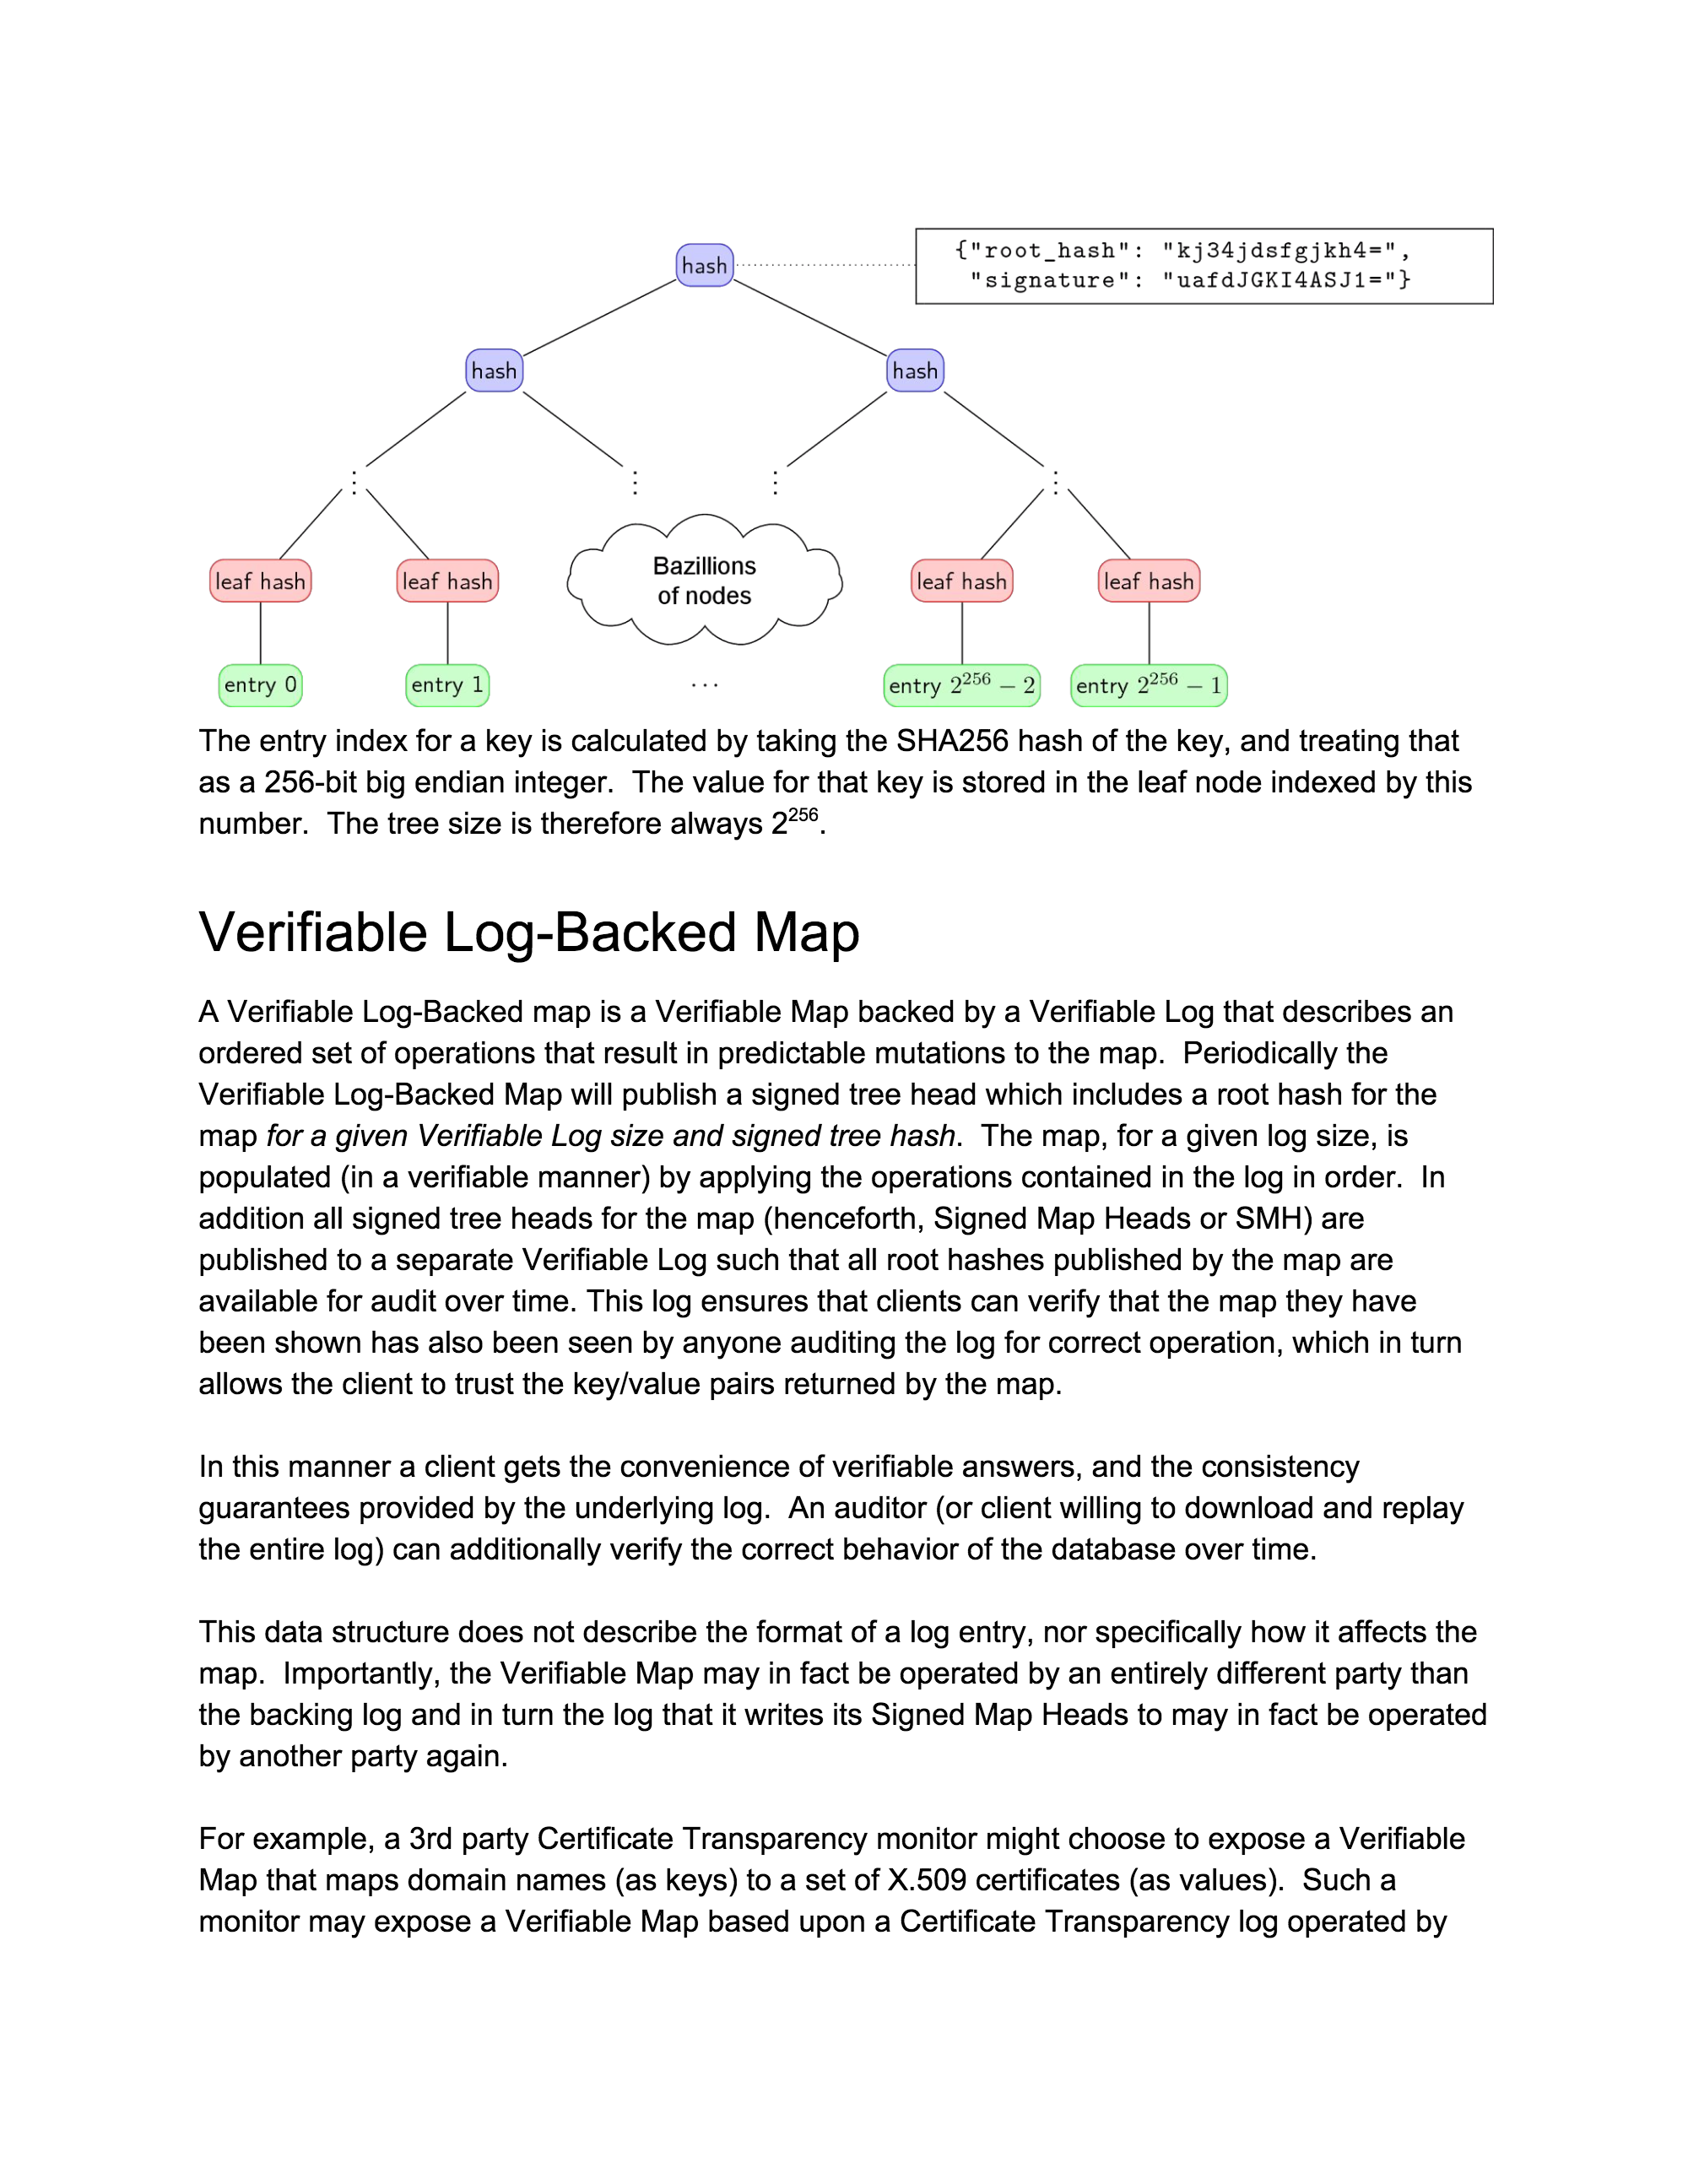 hash
{"root_hash": "kj34jdsfgjkh4=",
"signature": "uafdJGKI4ASJ1="}
hash hash
⋮ ⋮ ⋮ ⋮
leaf hash leaf hash Bazillions of nodes leaf hash leaf hash
entry 0 entry 1 ... entry 2²⁵⁶ − 2 entry 2²⁵⁶ − 1
The entry index for a key is calculated by taking the SHA256 hash of the key, and treating that
as a 256-bit big endian integer.  The value for that key is stored in the leaf node indexed by this
number.  The tree size is therefore always 2²⁵⁶.
Verifiable Log-Backed Map
A Verifiable Log-Backed map is a Verifiable Map backed by a Verifiable Log that describes an
ordered set of operations that result in predictable mutations to the map.  Periodically the
Verifiable Log-Backed Map will publish a signed tree head which includes a root hash for the
map for a given Verifiable Log size and signed tree hash.  The map, for a given log size, is
populated (in a verifiable manner) by applying the operations contained in the log in order.  In
addition all signed tree heads for the map (henceforth, Signed Map Heads or SMH) are
published to a separate Verifiable Log such that all root hashes published by the map are
available for audit over time. This log ensures that clients can verify that the map they have
been shown has also been seen by anyone auditing the log for correct operation, which in turn
allows the client to trust the key/value pairs returned by the map.
In this manner a client gets the convenience of verifiable answers, and the consistency
guarantees provided by the underlying log.  An auditor (or client willing to download and replay
the entire log) can additionally verify the correct behavior of the database over time.
This data structure does not describe the format of a log entry, nor specifically how it affects the
map.  Importantly, the Verifiable Map may in fact be operated by an entirely different party than
the backing log and in turn the log that it writes its Signed Map Heads to may in fact be operated
by another party again.
For example, a 3rd party Certificate Transparency monitor might choose to expose a Verifiable
Map that maps domain names (as keys) to a set of X.509 certificates (as values).  Such a
monitor may expose a Verifiable Map based upon a Certificate Transparency log operated by